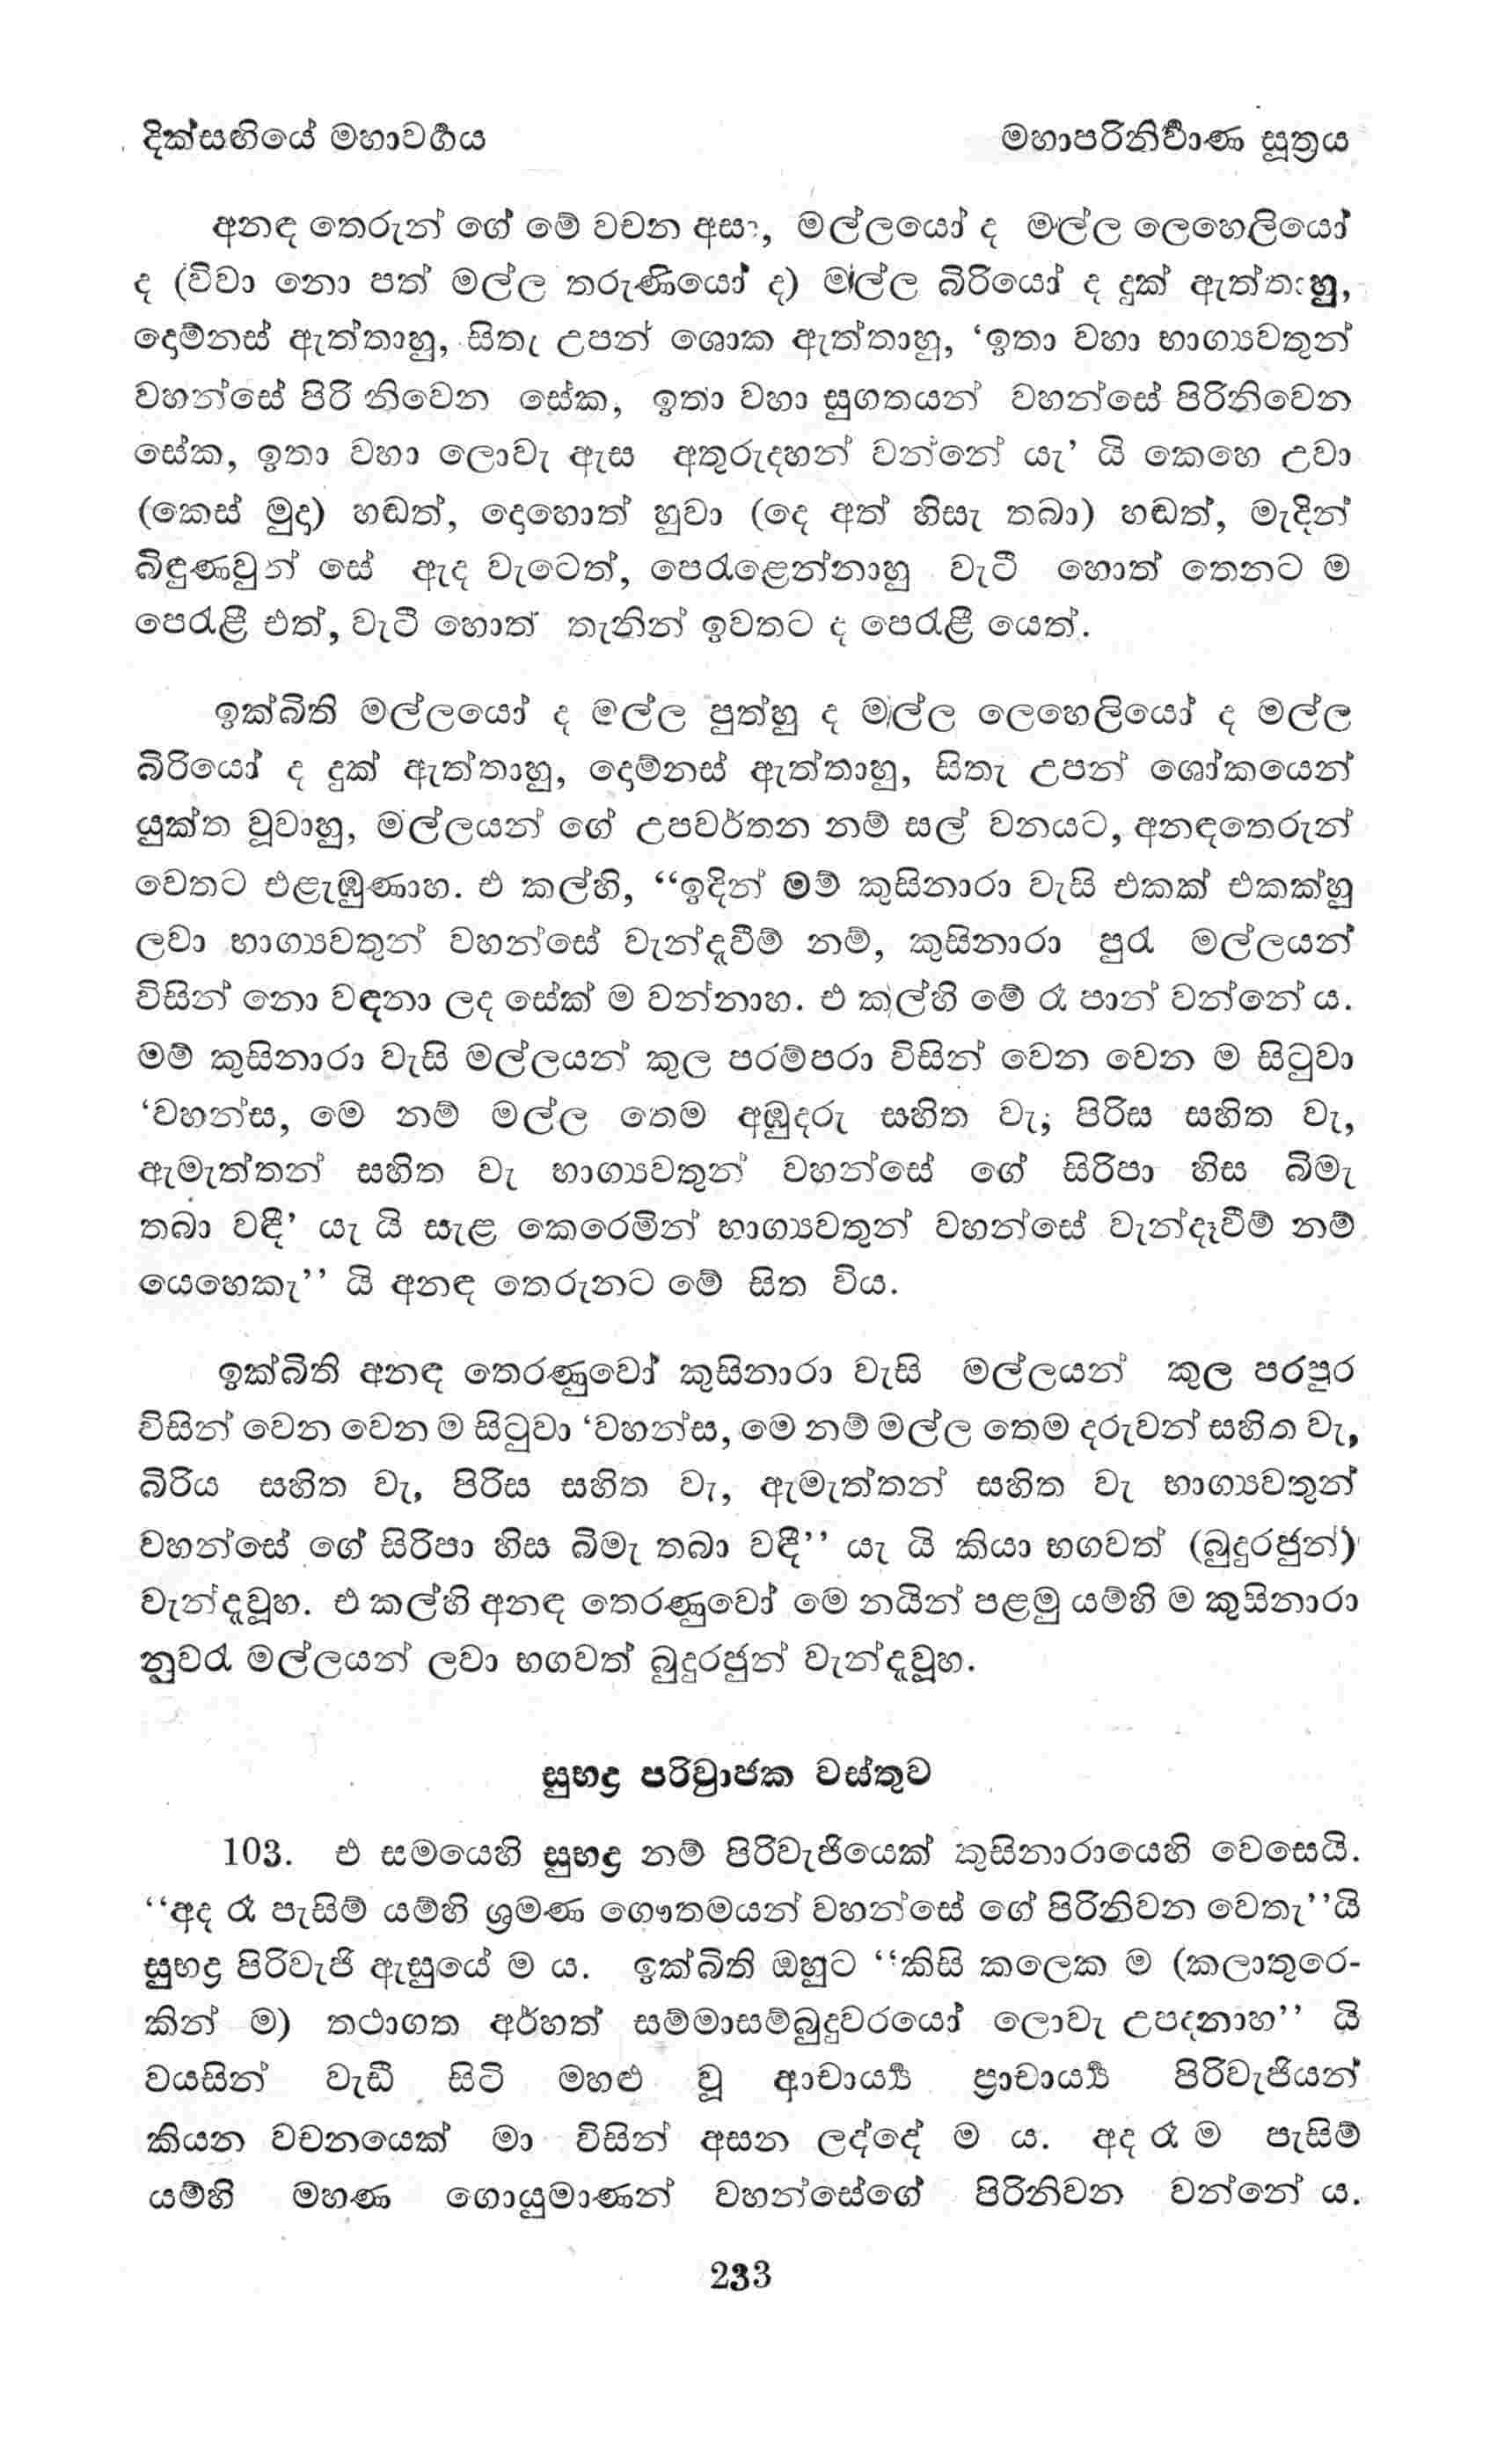 දික්සඟියේ මහාවර්‍ගය
මහාපරිනිර්‍වාණ සූත්‍රය
අනඳ තෙරුන් ගේ මේ වචන අසා, මල්ලයෝ ද මල්ල ලෙහෙලියෝ
ද (විවා නො පත් මල්ල තරුණියෝ ද) මල්ල බිරියෝ ද දුක් ඇත්තාහු,
දොම්නස් ඇත්තාහු, සිතැ උපන් ශොක ඇත්තාහු, ‘ඉතා වහා භාග්‍යවතුන්
වහන්සේ පිරි නිවෙන සේක, ඉතා වහා සුගතයන් වහන්සේ පිරිනිවෙන
සේක, ඉතා වහා ලොවැ ඇස අතුරුදහන් වන්නේ යැ’ යි කෙහෙ උවා
(කෙස් මුදා) හඬත්, දොහොත් හුවා (දෙ අත් හිසැ තබා) හඬත්, මැදින්
බිඳුණවුන් සේ ඇද වැටෙත්, පෙරැළෙන්නාහු වැටී හොත් තෙනට ම
පෙරැළී එත්, වැටී හොත් තැනින් ඉවතට ද පෙරැළී යෙත්.
ඉක්බිති මල්ලයෝ ද මල්ල පුත්හු ද මල්ල ලෙහෙලියෝ ද මල්ල
බිරියෝ ද දුක් ඇත්තාහු, දොම්නස් ඇත්තාහු, සිතැ උපන් ශෝකයෙන්
යුක්ත වූවාහු, මල්ලයන් ගේ උපවර්තන නම් සල් වනයට, අනඳතෙරුන්
වෙතට එළැඹුණාහ. එ කල්හි, “ඉදින් මම් කුසිනාරා වැසි එකක් එකක්හු
ලවා භාග්‍යවතුන් වහන්සේ වැන්දැවීම් නම්, කුසිනාරා පුරැ මල්ලයන්
විසින් නො වඳනා ලද සේක් ම වන්නාහ. එ කල්හි මේ රෑ පාන් වන්නේ ය.
මම් කුසිනාරා වැසි මල්ලයන් කුල පරම්පරා විසින් වෙන වෙන ම සිටුවා
‘වහන්ස, මෙ නම් මල්ල තෙම අඹුදරු සහිත වැ, පිරිස සහිත වැ,
ඇමැත්තන් සහිත වැ භාග්‍යවතුන් වහන්සේ ගේ සිරිපා හිස බිමැ
තබා වඳී’ යැ යි සැළ කෙරෙමින් භාග්‍යවතුන් වහන්සේ වැන්දෑවීම් නම්
යෙහෙකැ” යි අනඳ තෙරුනට මේ සිත විය.
ඉක්බිති අනඳ තෙරණුවෝ කුසිනාරා වැසි මල්ලයන් කුල පරපුර
විසින් වෙන වෙන ම සිටුවා ‘වහන්ස, මෙ නම් මල්ල තෙම දරුවන් සහිත වැ,
බිරිය සහිත වැ, පිරිස සහිත වැ, ඇමැත්තන් සහිත වැ භාග්‍යවතුන්
වහන්සේ ගේ සිරිපා හිස බිමැ තබා වඳී” යැ යි කියා භගවත් (බුදුරජුන්)
වැන්දැවූහ. එ කල්හි අනඳ තෙරණුවෝ මෙ නයින් පළමු යම්හි ම කුසිනාරා
නුවරැ මල්ලයන් ලවා භගවත් බුදුරජුන් වැන්දැවූහ.
සුභද්‍ර පරිව්‍රාජක වස්තුව
103. එ සමයෙහි සුභද්‍ර නම් පිරිවැජියෙක් කුසිනාරායෙහි වෙසෙයි.
“අද රෑ පැසිම් යම්හි ශ්‍රමණ ගෞතමයන් වහන්සේ ගේ පිරිනිවන වෙතැ”යි
සුභද්‍ර පිරිවැජි ඇසුයේ ම ය. ඉක්බිති ඔහුට “කිසි කලෙක ම (කලාතුරෙ-
කින් ම) තථාගත අර්හත් සම්මාසම්බුදුවරයෝ ලොවැ උපදනාහ” යි
වයසින් වැඩී සිටි මහළු වූ ආචාර්‍ය්‍ය ප්‍රාචාර්‍ය්‍ය පිරිවැජියන්
කියන වචනයෙක් මා විසින් අසන ලද්දේ ම ය. අද රෑ ම පැසිම්
යම්හි මහණ ගොයුමාණන් වහන්සේගේ පිරිනිවන වන්නේ ය.
233